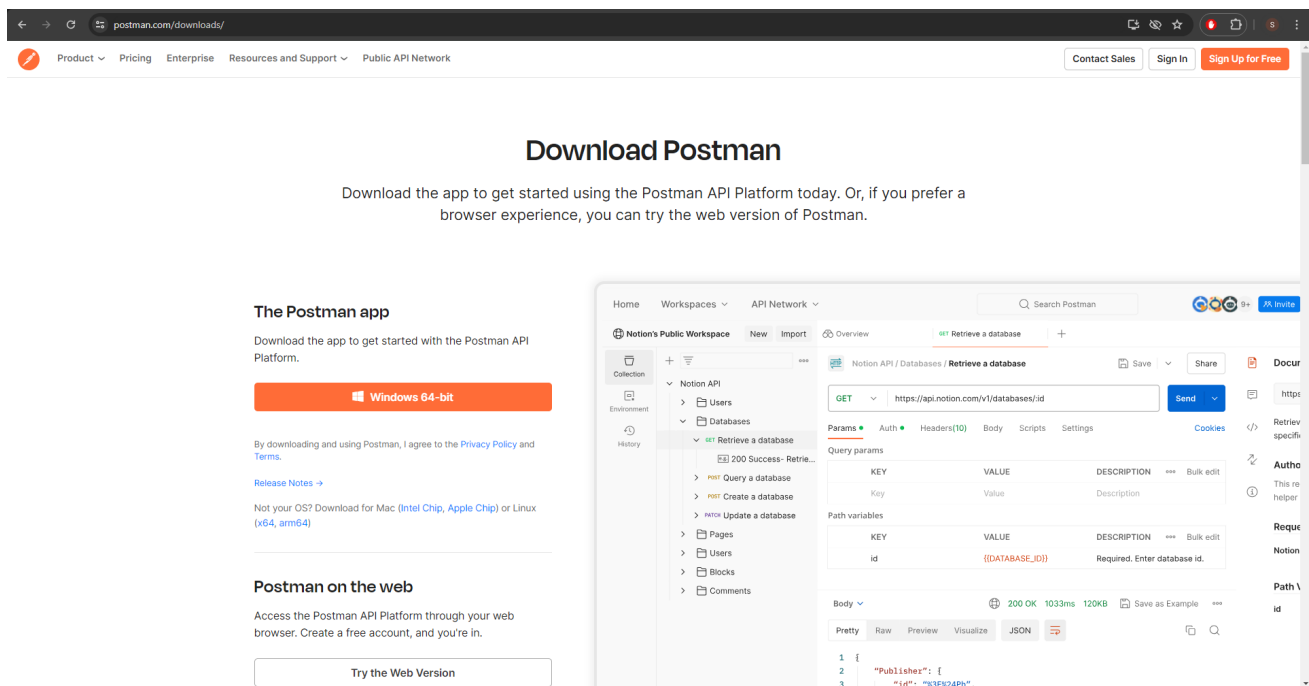 postman.com/downloads/
S
Product Pricing Enterprise Resources and Support Public API Network
Contact Sales Sign In Sign Up for Free
Download Postman
Download the app to get started using the Postman API Platform today. Or, if you prefer a
browser experience, you can try the web version of Postman.
The Postman app
Download the app to get started with the Postman API
Platform.
Windows 64-bit
By downloading and using Postman, I agree to the Privacy Policy and
Terms.
Release Notes →
Not your OS? Download for Mac (Intel Chip, Apple Chip) or Linux
(x64, arm64)
Postman on the web
Access the Postman API Platform through your web
browser. Create a free account, and you're in.
Try the Web Version
Home Workspaces API Network
Search Postman
9+ Invite
Notion's Public Workspace New Import
Overview GET Retrieve a database
Collection
Environment
History
Notion API
Users
Databases
GET Retrieve a database
200 Success- Retrie...
POST Query a database
POST Create a database
PATCH Update a database
Pages
Users
Blocks
Comments
Notion API / Databases / Retrieve a database
Save Share
GET https://api.notion.com/v1/databases/:id
Send
Params Auth Headers(10) Body Scripts Settings Cookies
Query params
KEY VALUE DESCRIPTION Bulk edit
Key Value Description
Path variables
KEY VALUE DESCRIPTION Bulk edit
id {{DATABASE_ID}} Required. Enter database id.
Body 200 OK 1033ms 120KB Save as Example
Pretty Raw Preview Visualize JSON
1 {
2 "Publisher": [
3 "id": "%3E%24Pb",
Docur
https
Retriev
specifi
Autho
This re
helper
Reque
Notion
Path V
id